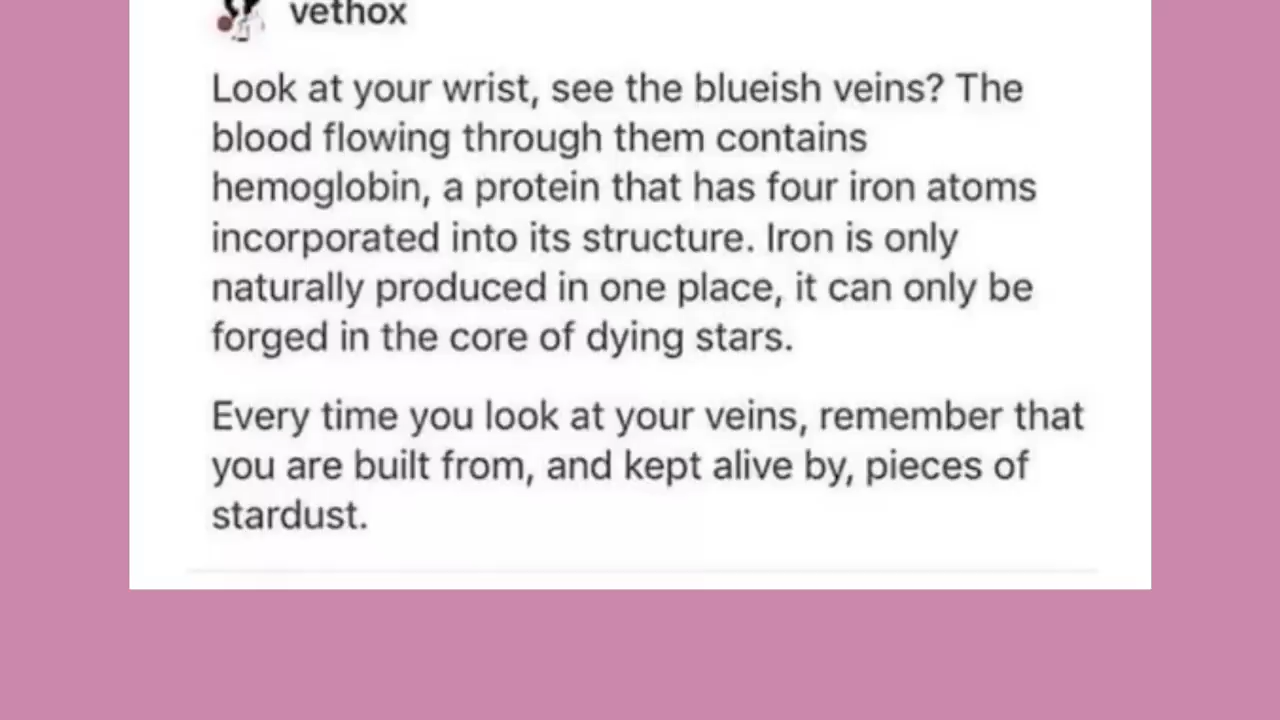 vethox
Look at your wrist, see the blueish veins? The
blood flowing through them contains
hemoglobin, a protein that has four iron atoms
incorporated into its structure. Iron is only
naturally produced in one place, it can only be
forged in the core of dying stars.
Every time you look at your veins, remember that
you are built from, and kept alive by, pieces of
stardust.